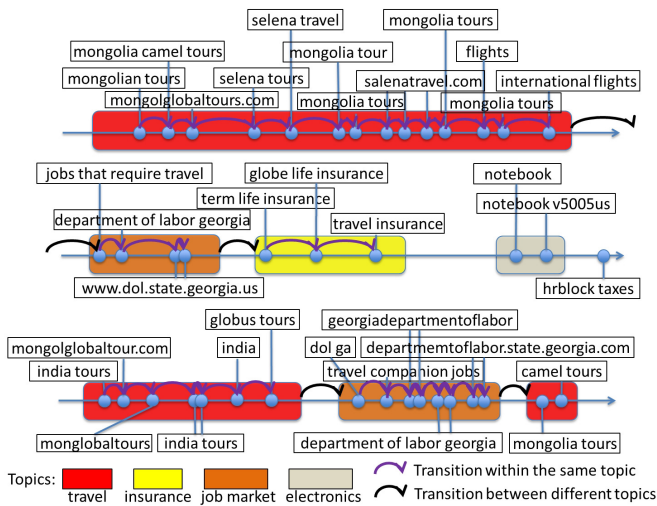 selena travel
mongolia tours
mongolia camel tours
mongolia tour
flights
mongolian tours
selena tours
salenatravel.com
international flights
mongolglobaltours.com
mongolia tours
mongolia tours
jobs that require travel
globe life insurance
notebook
term life insurance
notebook v5005us
department of labor georgia
travel insurance
www.dol.state.georgia.us
hrblock taxes
globus tours
georgiadepartmentoflabor
mongolglobaltour.com
india
dol ga
departmemtoflabor.state.georgia.com
india tours
travel companion jobs
camel tours
monglobaltours
india tours
department of labor georgia
mongolia tours
Topics:
travel
insurance
job market
electronics
Transition within the same topic
Transition between different topics